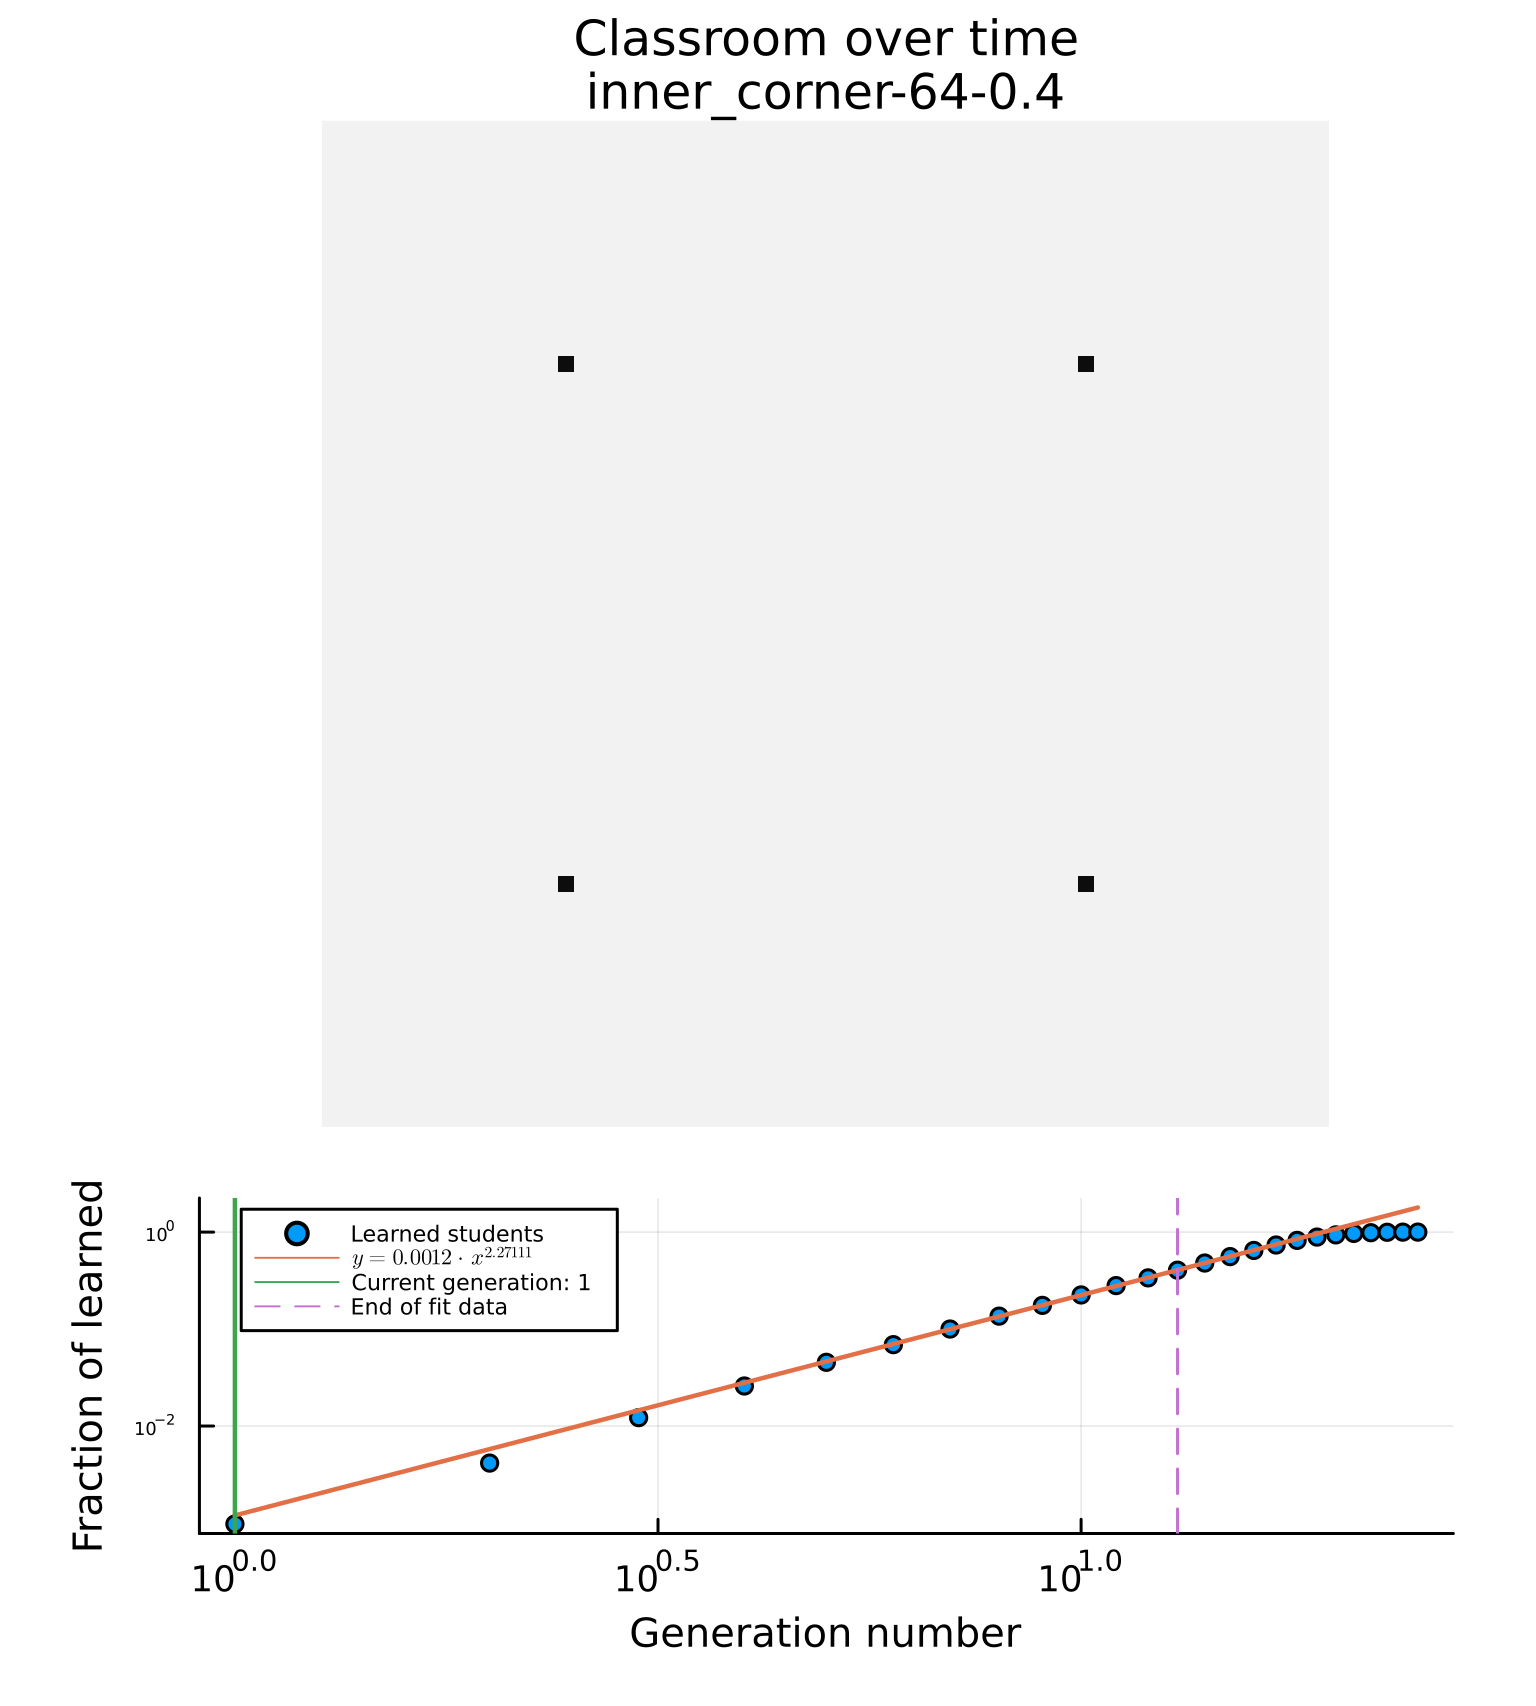 Classroom over time
inner_corner-64-0.4
Fraction of learned
10^0
10^-2
Learned students
y = 0.0012 · x^2.27111
Current generation: 1
End of fit data
10^0.0
10^0.5
10^1.0
Generation number